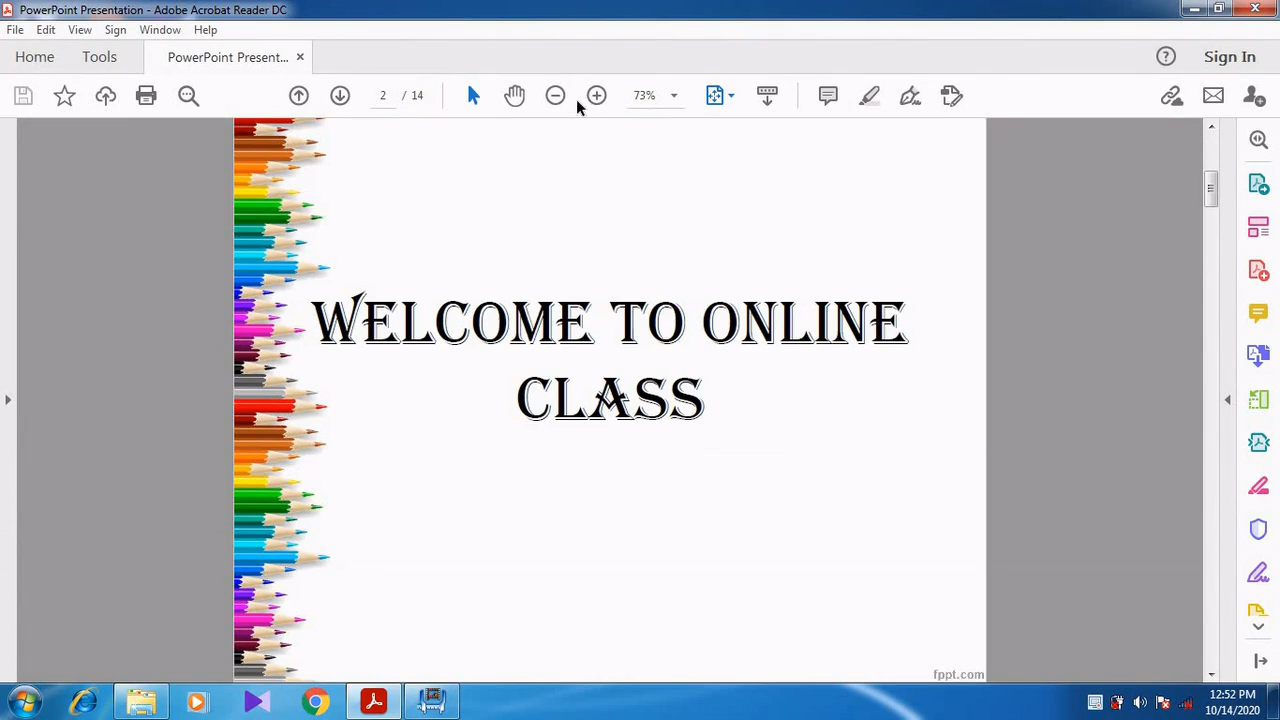 PowerPoint Presentation - Adobe Acrobat Reader DC
File Edit View Sign Window Help
Home Tools PowerPoint Present... × Sign In
2 / 14 73%
WELCOME TO ONLINE
CLASS
fppt.com
12:52 PM
10/14/2020